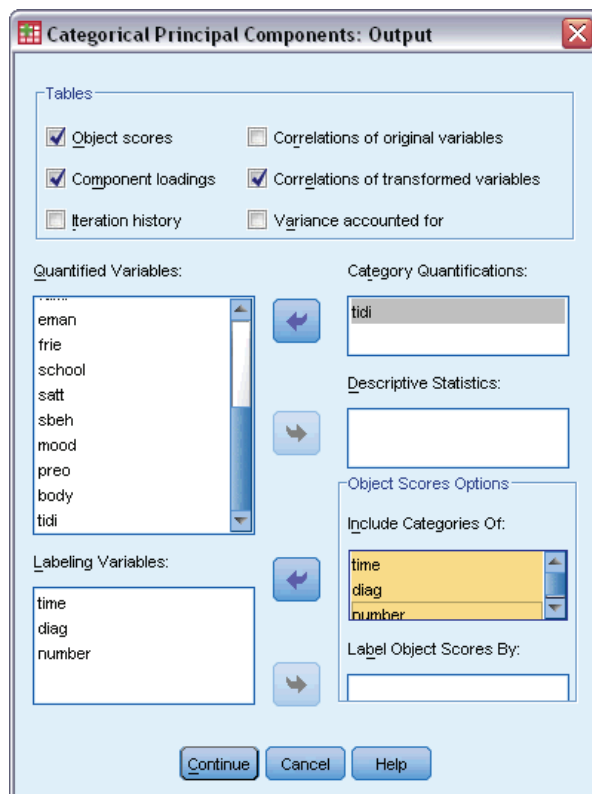 Categorical Principal Components: Output
Tables
Object scores
Correlations of original variables
Component loadings
Correlations of transformed variables
Iteration history
Variance accounted for
Quantified Variables:
eman
frie
school
satt
sbeh
mood
preo
body
tidi
Category Quantifications:
tidi
Descriptive Statistics:
Object Scores Options
Include Categories Of:
time
diag
number
Labeling Variables:
time
diag
number
Label Object Scores By:
Continue
Cancel
Help